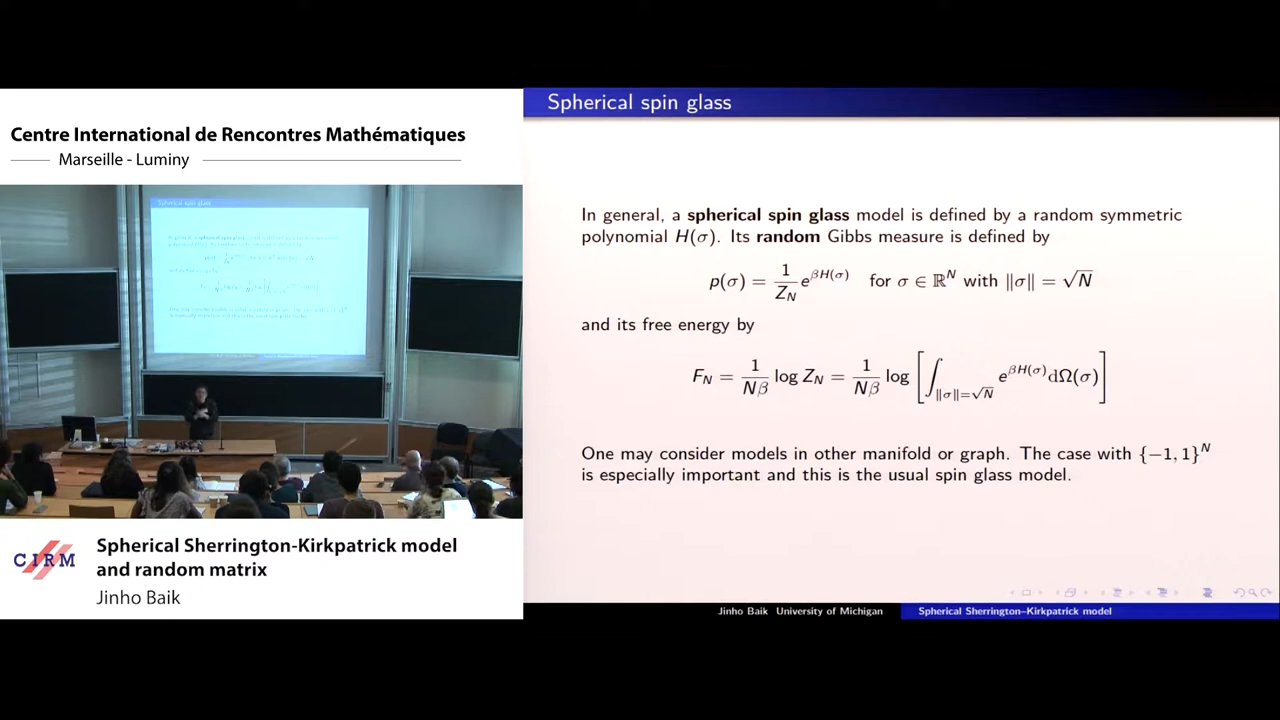 Centre International de Rencontres Mathématiques
Marseille - Luminy
Spherical spin glass
CIRM
Spherical Sherrington-Kirkpatrick model
and random matrix
Jinho Baik
Spherical spin glass
In general, a spherical spin glass model is defined by a random symmetric
polynomial H(σ). Its random Gibbs measure is defined by
p(σ) = 1/Z_N e^{βH(σ)} for σ ∈ ℝ^N with ‖σ‖ = √N
and its free energy by
F_N = 1/(Nβ) log Z_N = 1/(Nβ) log [∫_{‖σ‖=√N} e^{βH(σ)} dΩ(σ)]
One may consider models in other manifold or graph. The case with {−1, 1}^N
is especially important and this is the usual spin glass model.
Jinho Baik University of Michigan
Spherical Sherrington–Kirkpatrick model